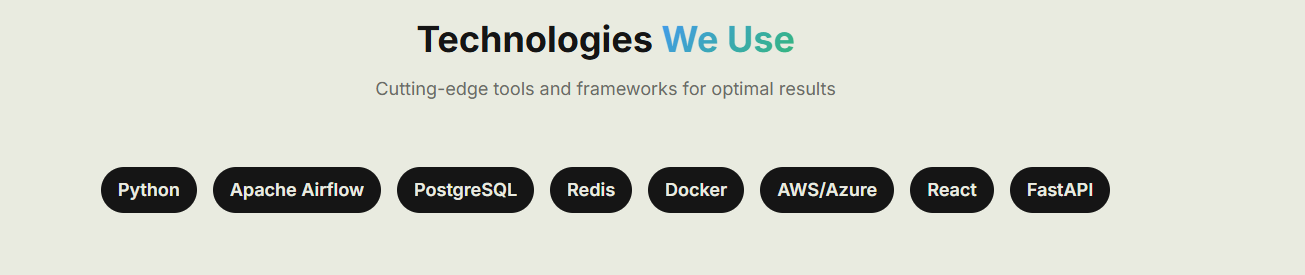 Technologies We Use
Cutting-edge tools and frameworks for optimal results
Python Apache Airflow PostgreSQL Redis Docker AWS/Azure React FastAPI